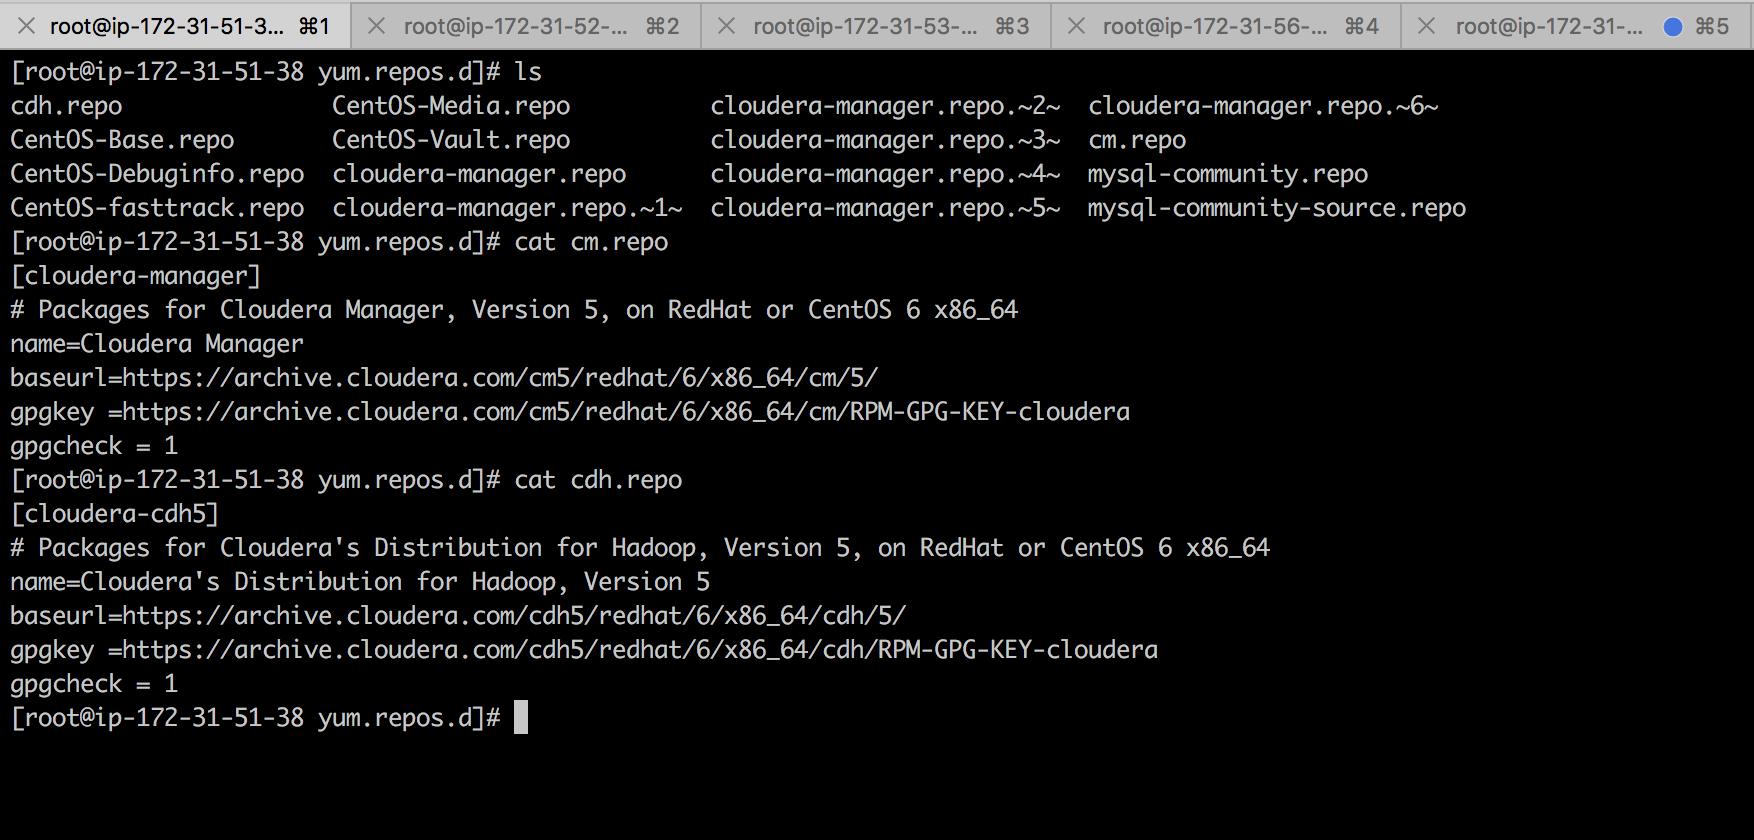 root@ip-172-31-51-3... ⌘1 root@ip-172-31-52-... ⌘2 root@ip-172-31-53-... ⌘3 root@ip-172-31-56-... ⌘4 root@ip-172-31-... ⌘5
[root@ip-172-31-51-38 yum.repos.d]# ls
cdh.repo CentOS-Media.repo cloudera-manager.repo.~2~ cloudera-manager.repo.~6~
CentOS-Base.repo CentOS-Vault.repo cloudera-manager.repo.~3~ cm.repo
CentOS-Debuginfo.repo cloudera-manager.repo cloudera-manager.repo.~4~ mysql-community.repo
CentOS-fasttrack.repo cloudera-manager.repo.~1~ cloudera-manager.repo.~5~ mysql-community-source.repo
[root@ip-172-31-51-38 yum.repos.d]# cat cm.repo
[cloudera-manager]
# Packages for Cloudera Manager, Version 5, on RedHat or CentOS 6 x86_64
name=Cloudera Manager
baseurl=https://archive.cloudera.com/cm5/redhat/6/x86_64/cm/5/
gpgkey =https://archive.cloudera.com/cm5/redhat/6/x86_64/cm/RPM-GPG-KEY-cloudera
gpgcheck = 1
[root@ip-172-31-51-38 yum.repos.d]# cat cdh.repo
[cloudera-cdh5]
# Packages for Cloudera's Distribution for Hadoop, Version 5, on RedHat or CentOS 6 x86_64
name=Cloudera's Distribution for Hadoop, Version 5
baseurl=https://archive.cloudera.com/cdh5/redhat/6/x86_64/cdh/5/
gpgkey =https://archive.cloudera.com/cdh5/redhat/6/x86_64/cdh/RPM-GPG-KEY-cloudera
gpgcheck = 1
[root@ip-172-31-51-38 yum.repos.d]#